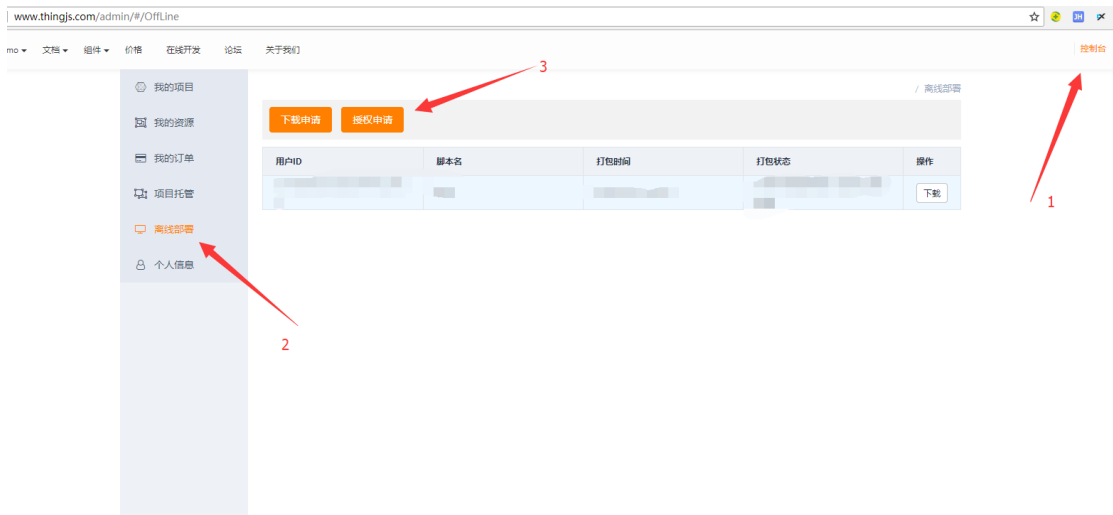 www.thingjs.com/admin/#/OffLine
JH
mo 文档 组件 价格 在线开发 论坛 关于我们 控制台
3
我的项目
/ 离线部署
下载申请 授权申请
我的资源
我的订单
用户ID 脚本名 打包时间 打包状态 操作
项目托管
下载
1
离线部署
个人信息
2